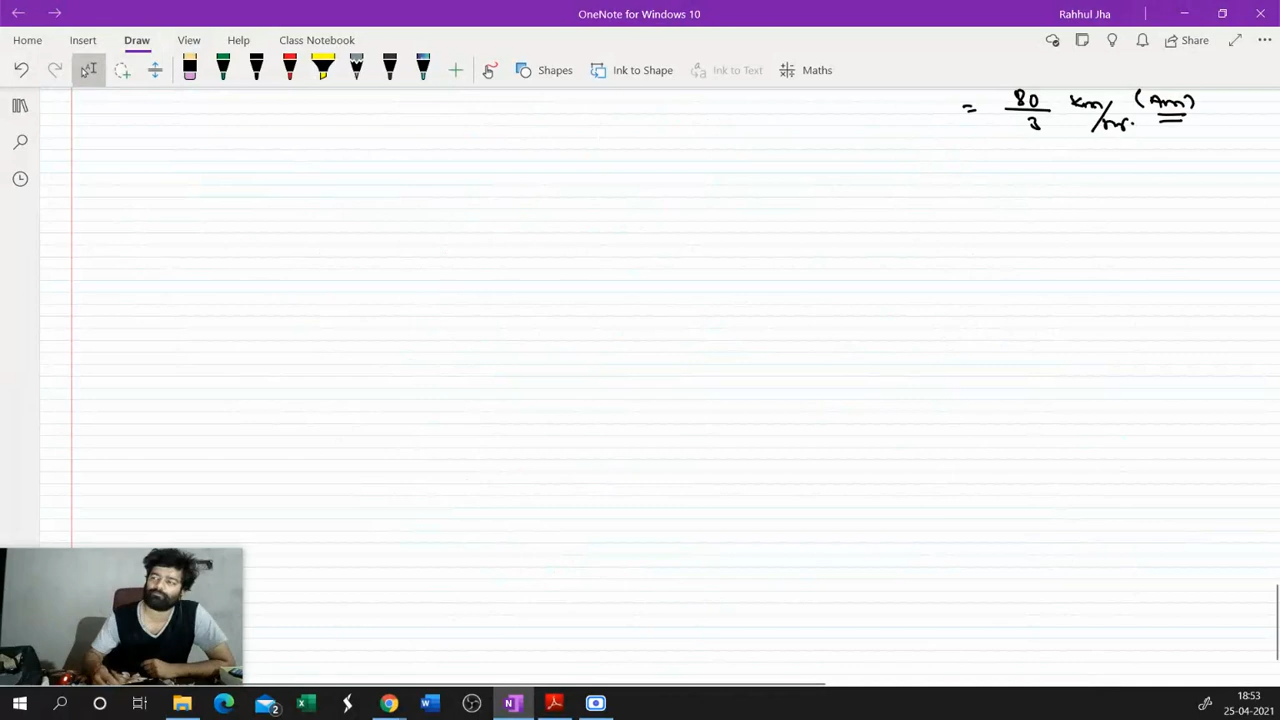 OneNote for Windows 10
Rahhul Jha
Home Insert Draw View Help Class Notebook
Share
Shapes Ink to Shape Ink to Text Maths
= 80/3 km/hr. (Ans)
2
18:53
25-04-2021